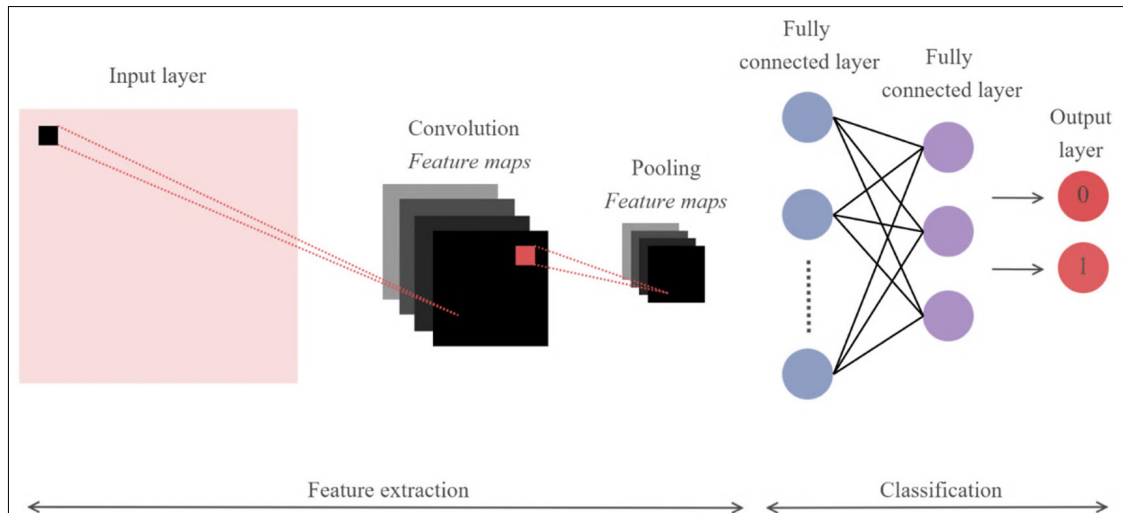 Input layer
Convolution
Feature maps
Pooling
Feature maps
Fully
connected layer
Fully
connected layer
Output
layer
0
1
Feature extraction
Classification